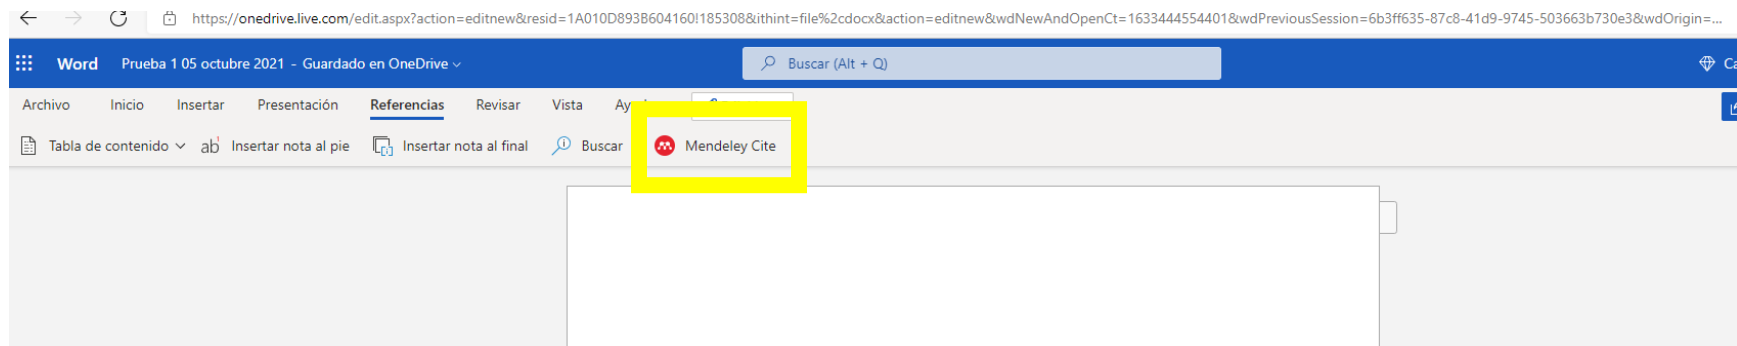 https://onedrive.live.com/edit.aspx?action=editnew&resid=1A010D893B604160!185308&ithint=file%2cdocx&action=editnew&wdNewAndOpenCt=1633444554401&wdPreviousSession=6b3ff635-87c8-41d9-9745-503663b730e3&wdOrigin=...
Word Prueba 1 05 octubre 2021 - Guardado en OneDrive Buscar (Alt + Q)
Archivo Inicio Insertar Presentación Referencias Revisar Vista
Tabla de contenido ab Insertar nota al pie Insertar nota al final Buscar Mendeley Cite